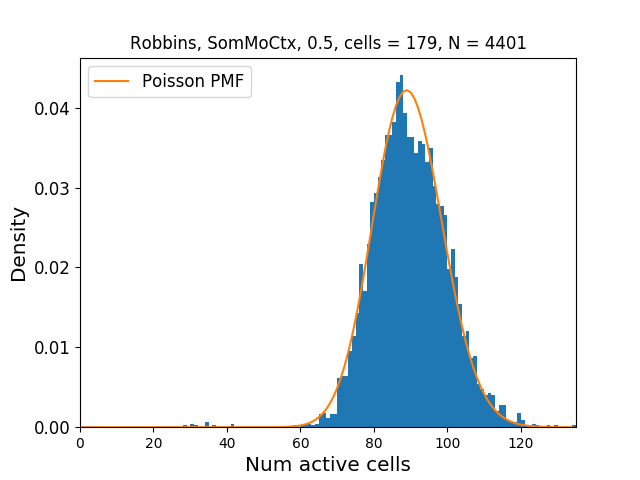 Robbins, SomMoCtx, 0.5, cells = 179, N = 4401
Poisson PMF
Density
0.04
0.03
0.02
0.01
0.00
0 20 40 60 80 100 120
Num active cells